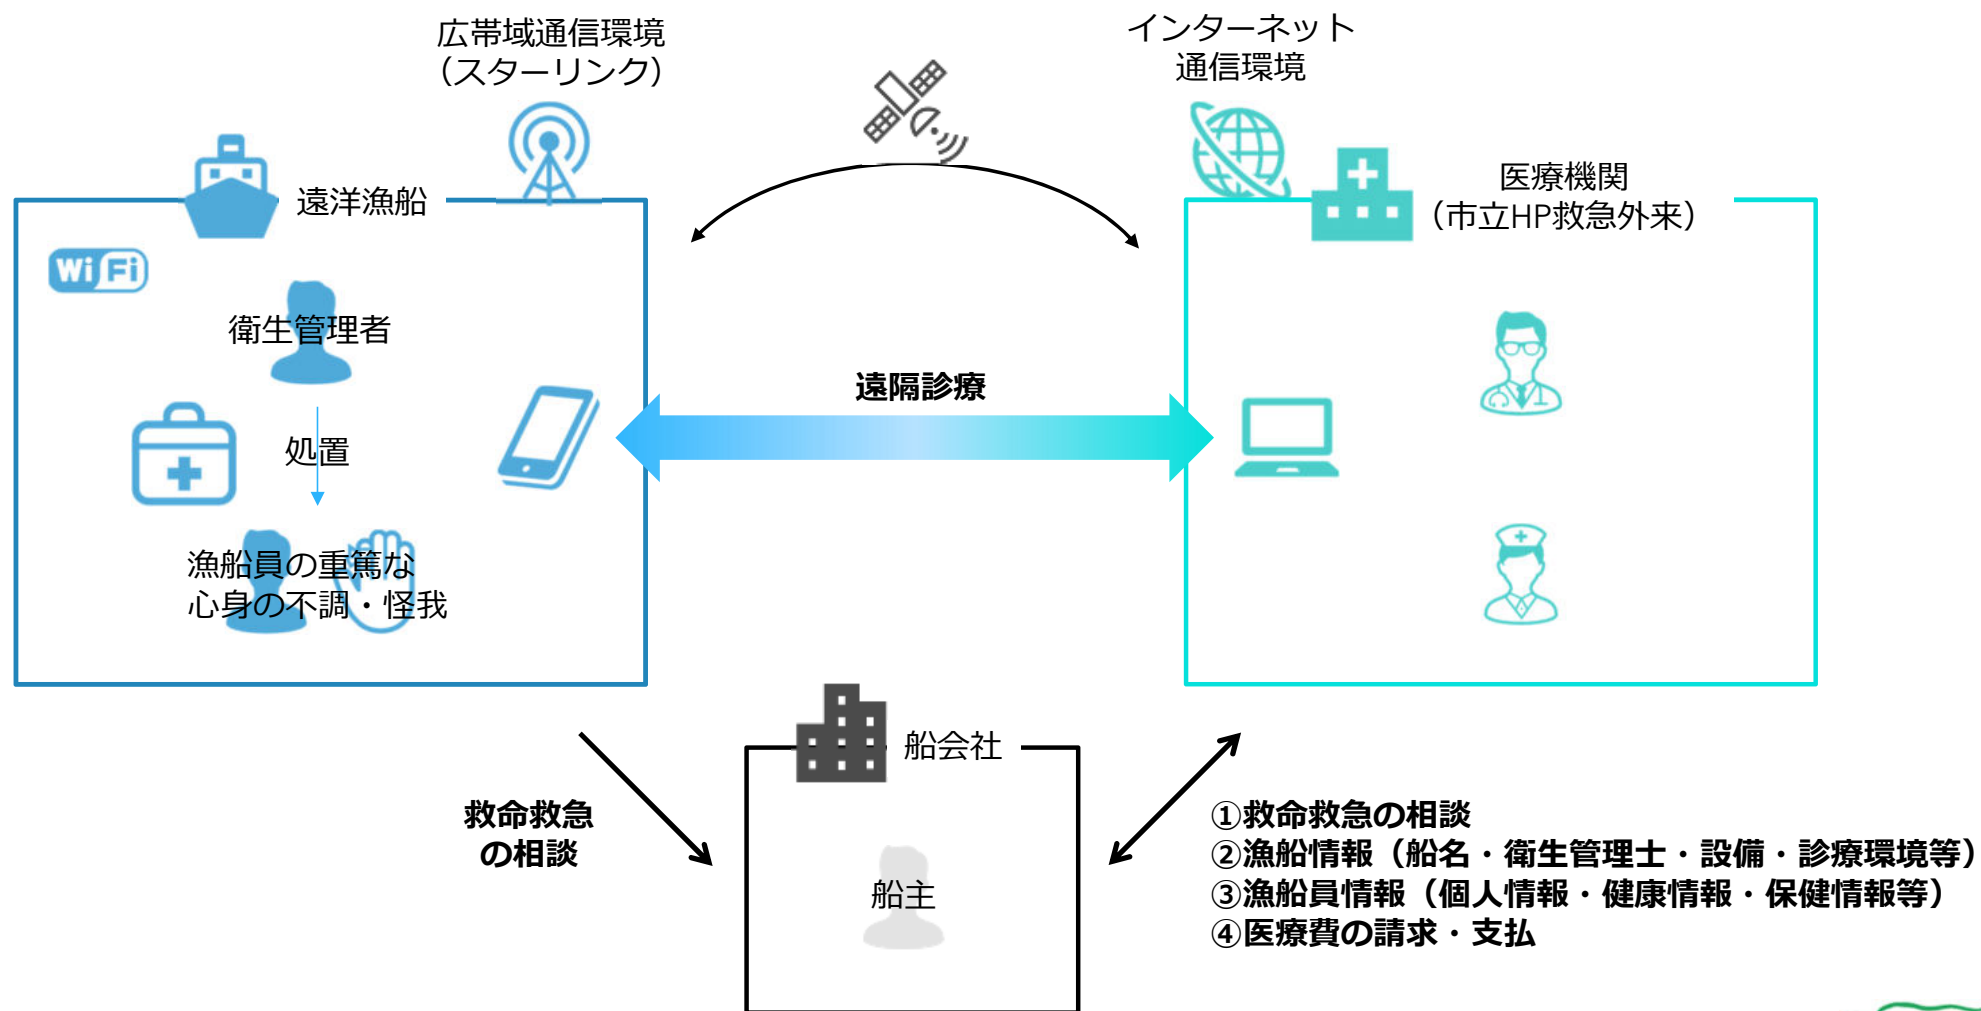 広帯域通信環境
（スターリンク）
インターネット
通信環境
遠洋漁船
医療機関
（市立HP救急外来）
WiFi
衛生管理者
遠隔診療
処置
漁船員の重篤な
心身の不調・怪我
船会社
救命救急
の相談
船主
①救命救急の相談
②漁船情報（船名・衛生管理士・設備・診療環境等）
③漁船員情報（個人情報・健康情報・保健情報等）
④医療費の請求・支払